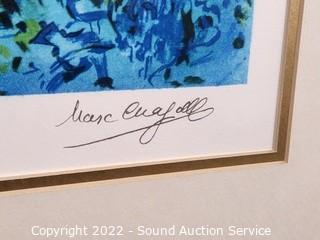 Marc Chagall
Copyright 2022 - Sound Auction Service